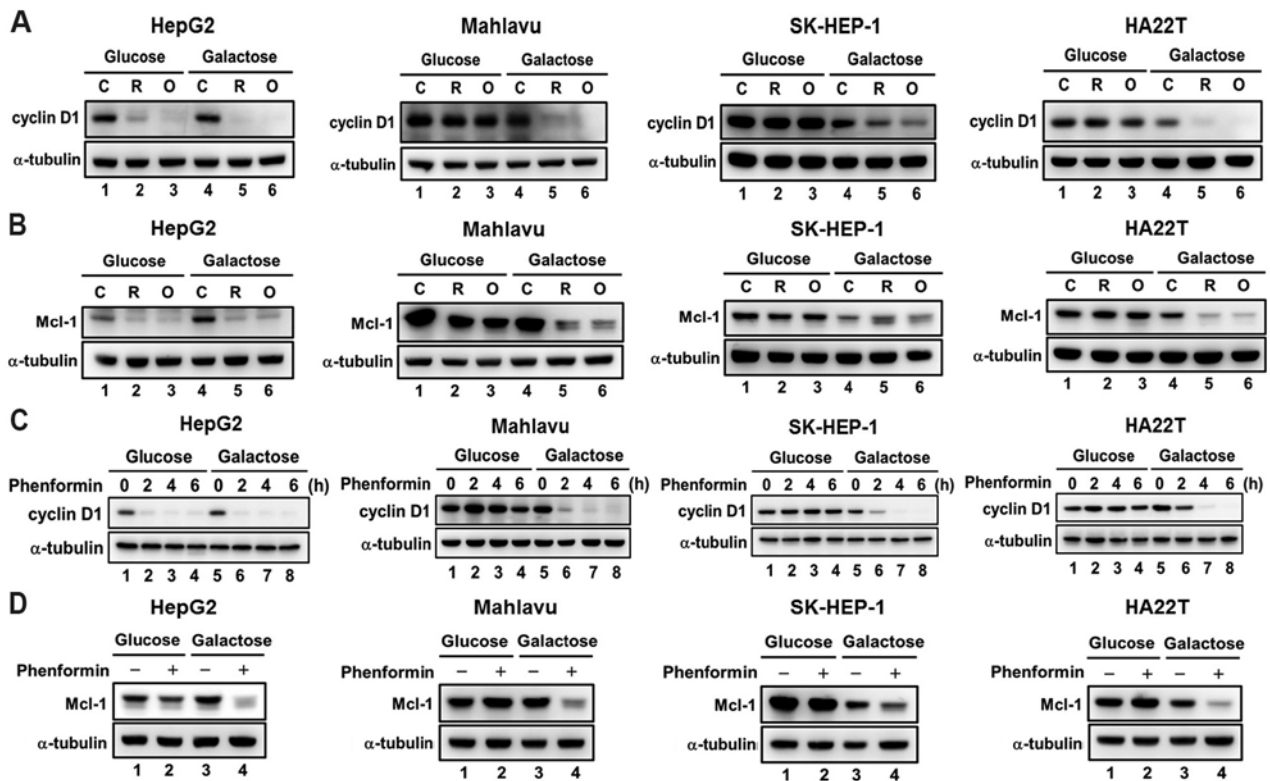 A
HepG2
Mahlavu
SK-HEP-1
HA22T
Glucose Galactose
Glucose Galactose
Glucose Galactose
Glucose Galactose
C R O C R O
C R O C R O
C R O C R O
C R O C R O
cyclin D1
cyclin D1
cyclin D1
cyclin D1
α-tubulin
α-tubulin
α-tubulin
α-tubulin
1 2 3 4 5 6
1 2 3 4 5 6
1 2 3 4 5 6
1 2 3 4 5 6
B
HepG2
Mahlavu
SK-HEP-1
HA22T
Glucose Galactose
Glucose Galactose
Glucose Galactose
Glucose Galactose
C R O C R O
C R O C R O
C R O C R O
C R O C R O
Mcl-1
Mcl-1
Mcl-1
Mcl-1
α-tubulin
α-tubulin
α-tubulin
α-tubulin
1 2 3 4 5 6
1 2 3 4 5 6
1 2 3 4 5 6
1 2 3 4 5 6
C
HepG2
Mahlavu
SK-HEP-1
HA22T
Glucose Galactose
Glucose Galactose
Glucose Galactose
Glucose Galactose
Phenformin 0 2 4 6 0 2 4 6 (h)
Phenformin 0 2 4 6 0 2 4 6 (h)
Phenformin 0 2 4 6 0 2 4 6 (h)
Phenformin 0 2 4 6 0 2 4 6 (h)
cyclin D1
cyclin D1
cyclin D1
cyclin D1
α-tubulin
α-tubulin
α-tubulin
α-tubulin
1 2 3 4 5 6 7 8
1 2 3 4 5 6 7 8
1 2 3 4 5 6 7 8
1 2 3 4 5 6 7 8
D
HepG2
Mahlavu
SK-HEP-1
HA22T
Glucose Galactose
Glucose Galactose
Glucose Galactose
Glucose Galactose
Phenformin – + – +
Phenformin – + – +
Phenformin – + – +
Phenformin – + – +
Mcl-1
Mcl-1
Mcl-1
Mcl-1
α-tubulin
α-tubulin
α-tubulin
α-tubulin
1 2 3 4
1 2 3 4
1 2 3 4
1 2 3 4